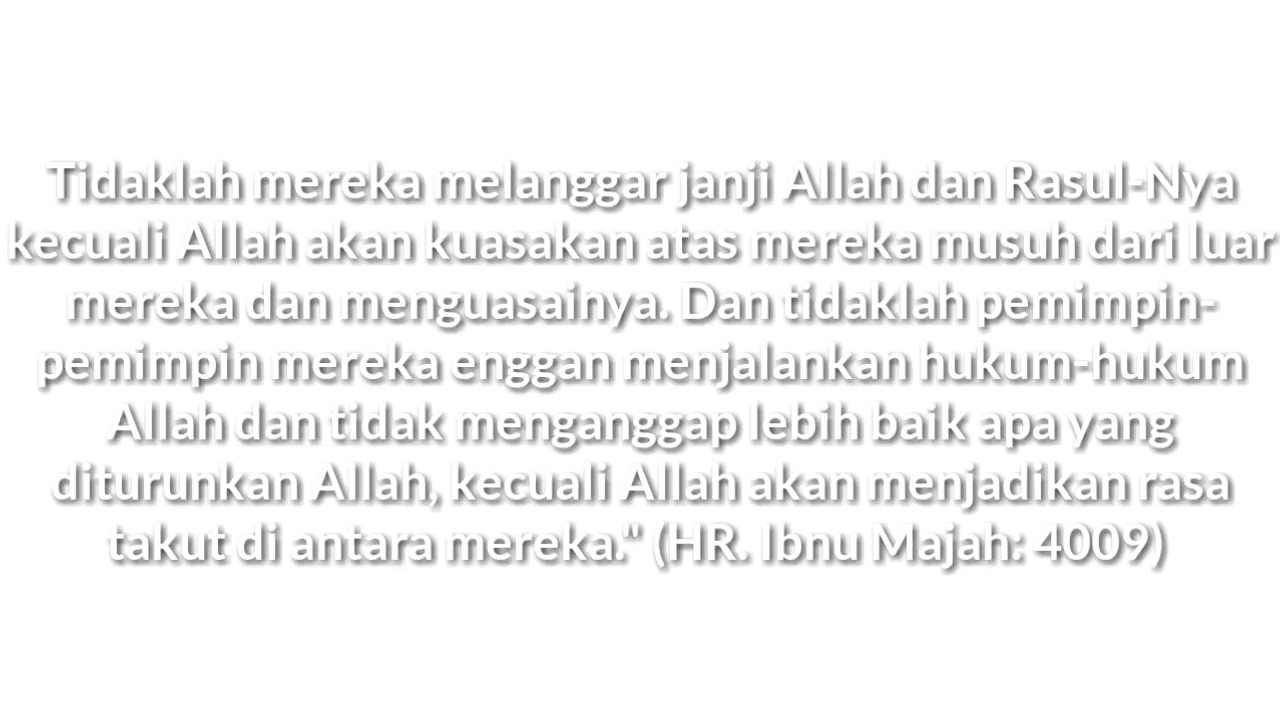 Tidaklah mereka melanggar janji Allah dan Rasul-Nya
kecuali Allah akan kuasakan atas mereka musuh dari luar
mereka dan menguasainya. Dan tidaklah pemimpin-
pemimpin mereka enggan menjalankan hukum-hukum
Allah dan tidak menganggap lebih baik apa yang
diturunkan Allah, kecuali Allah akan menjadikan rasa
takut di antara mereka." (HR. Ibnu Majah: 4009)